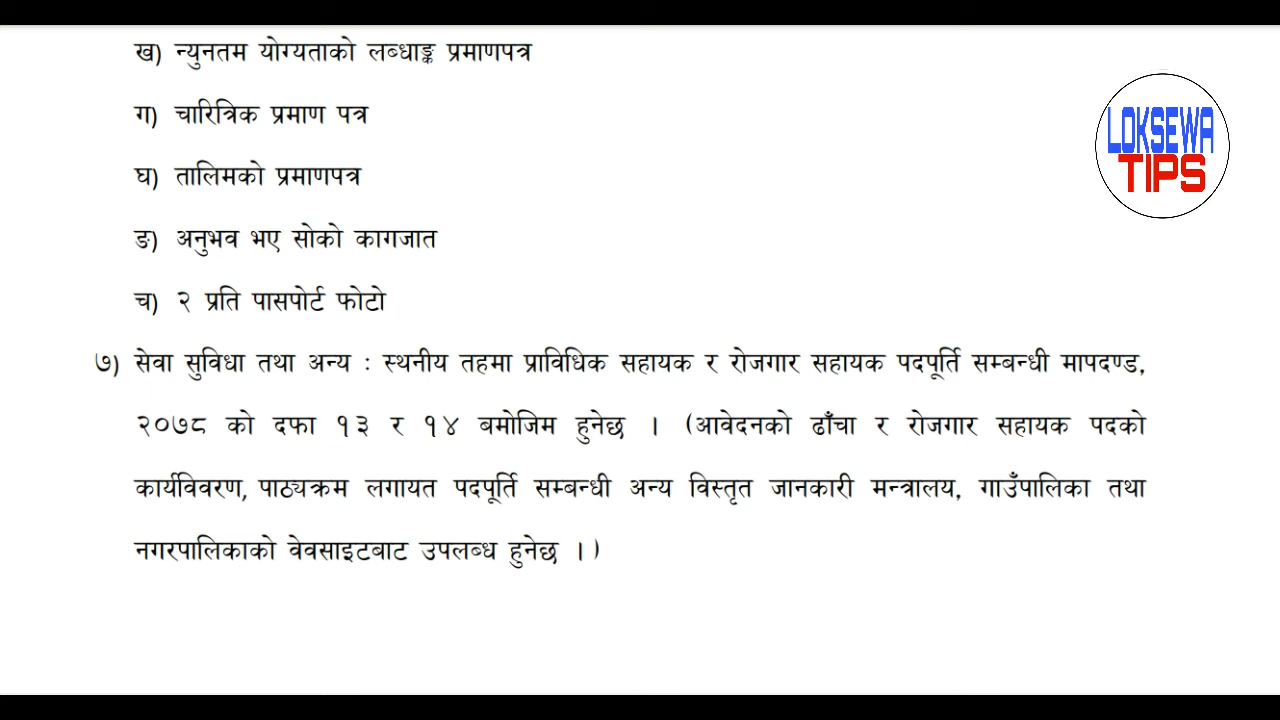 ख) न्युनतम योग्यताको लब्धाङ्क प्रमाणपत्र
ग) चारित्रिक प्रमाण पत्र
घ) तालिमको प्रमाणपत्र
ङ) अनुभव भए सोको कागजात
च) २ प्रति पासपोर्ट फोटो
७) सेवा सुविधा तथा अन्य : स्थनीय तहमा प्राविधिक सहायक र रोजगार सहायक पदपूर्ति सम्बन्धी मापदण्ड,
२०७८ को दफा १३ र १४ बमोजिम हुनेछ । (आवेदनको ढाँचा र रोजगार सहायक पदको
कार्यविवरण, पाठ्यक्रम लगायत पदपूर्ति सम्बन्धी अन्य विस्तृत जानकारी मन्त्रालय, गाउँपालिका तथा
नगरपालिकाको वेवसाइटबाट उपलब्ध हुनेछ ।)
LOKSEWA
TIPS